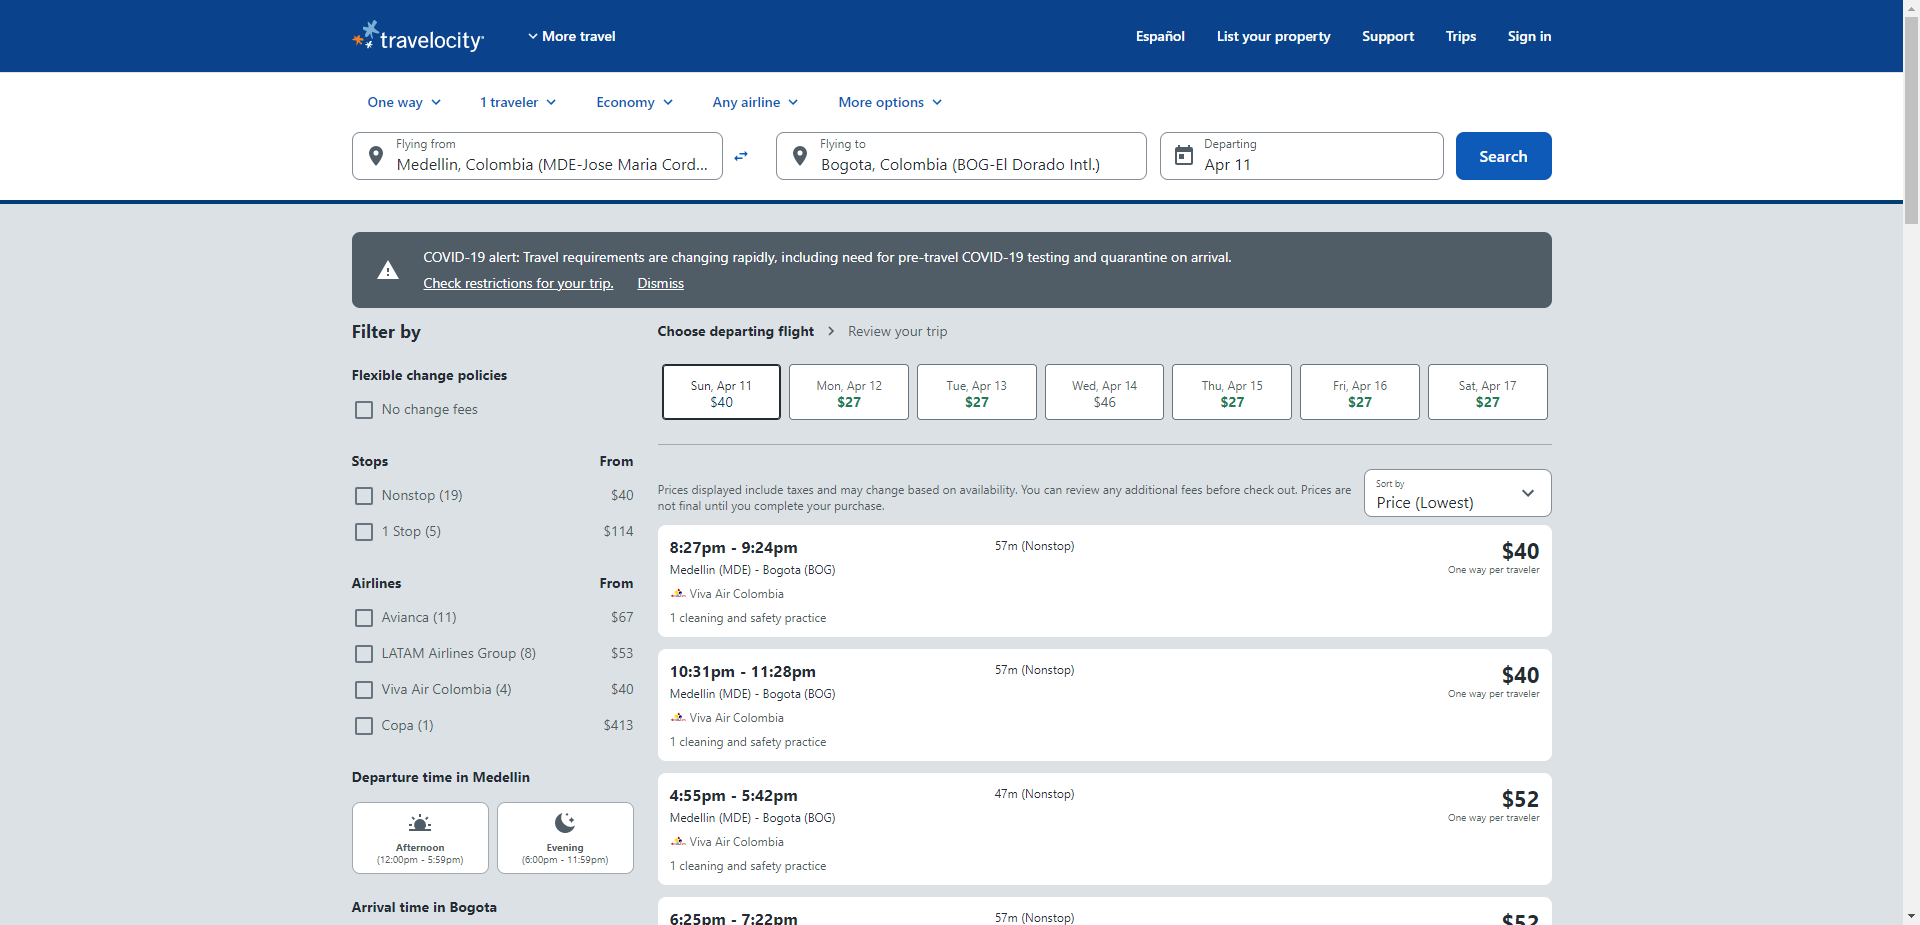 travelocity
More travel
Español
List your property
Support
Trips
Sign in
One way
1 traveler
Economy
Any airline
More options
Flying from
Medellin, Colombia (MDE-Jose Maria Cord...
Flying to
Bogota, Colombia (BOG-El Dorado Intl.)
Departing
Apr 11
Search
COVID-19 alert: Travel requirements are changing rapidly, including need for pre-travel COVID-19 testing and quarantine on arrival.
Check restrictions for your trip.
Dismiss
Filter by
Flexible change policies
No change fees
Stops
From
Nonstop (19)
$40
1 Stop (5)
$114
Airlines
From
Avianca (11)
$67
LATAM Airlines Group (8)
$53
Viva Air Colombia (4)
$40
Copa (1)
$413
Departure time in Medellin
Afternoon
(12:00pm - 5:59pm)
Evening
(6:00pm - 11:59pm)
Arrival time in Bogota
Choose departing flight
Review your trip
Sun, Apr 11
$40
Mon, Apr 12
$27
Tue, Apr 13
$27
Wed, Apr 14
$46
Thu, Apr 15
$27
Fri, Apr 16
$27
Sat, Apr 17
$27
Prices displayed include taxes and may change based on availability. You can review any additional fees before check out. Prices are
not final until you complete your purchase.
Sort by
Price (Lowest)
8:27pm - 9:24pm
57m (Nonstop)
$40
Medellin (MDE) - Bogota (BOG)
One way per traveler
Viva Air Colombia
1 cleaning and safety practice
10:31pm - 11:28pm
57m (Nonstop)
$40
Medellin (MDE) - Bogota (BOG)
One way per traveler
Viva Air Colombia
1 cleaning and safety practice
4:55pm - 5:42pm
47m (Nonstop)
$52
Medellin (MDE) - Bogota (BOG)
One way per traveler
Viva Air Colombia
1 cleaning and safety practice
6:25pm - 7:22pm
57m (Nonstop)
$52